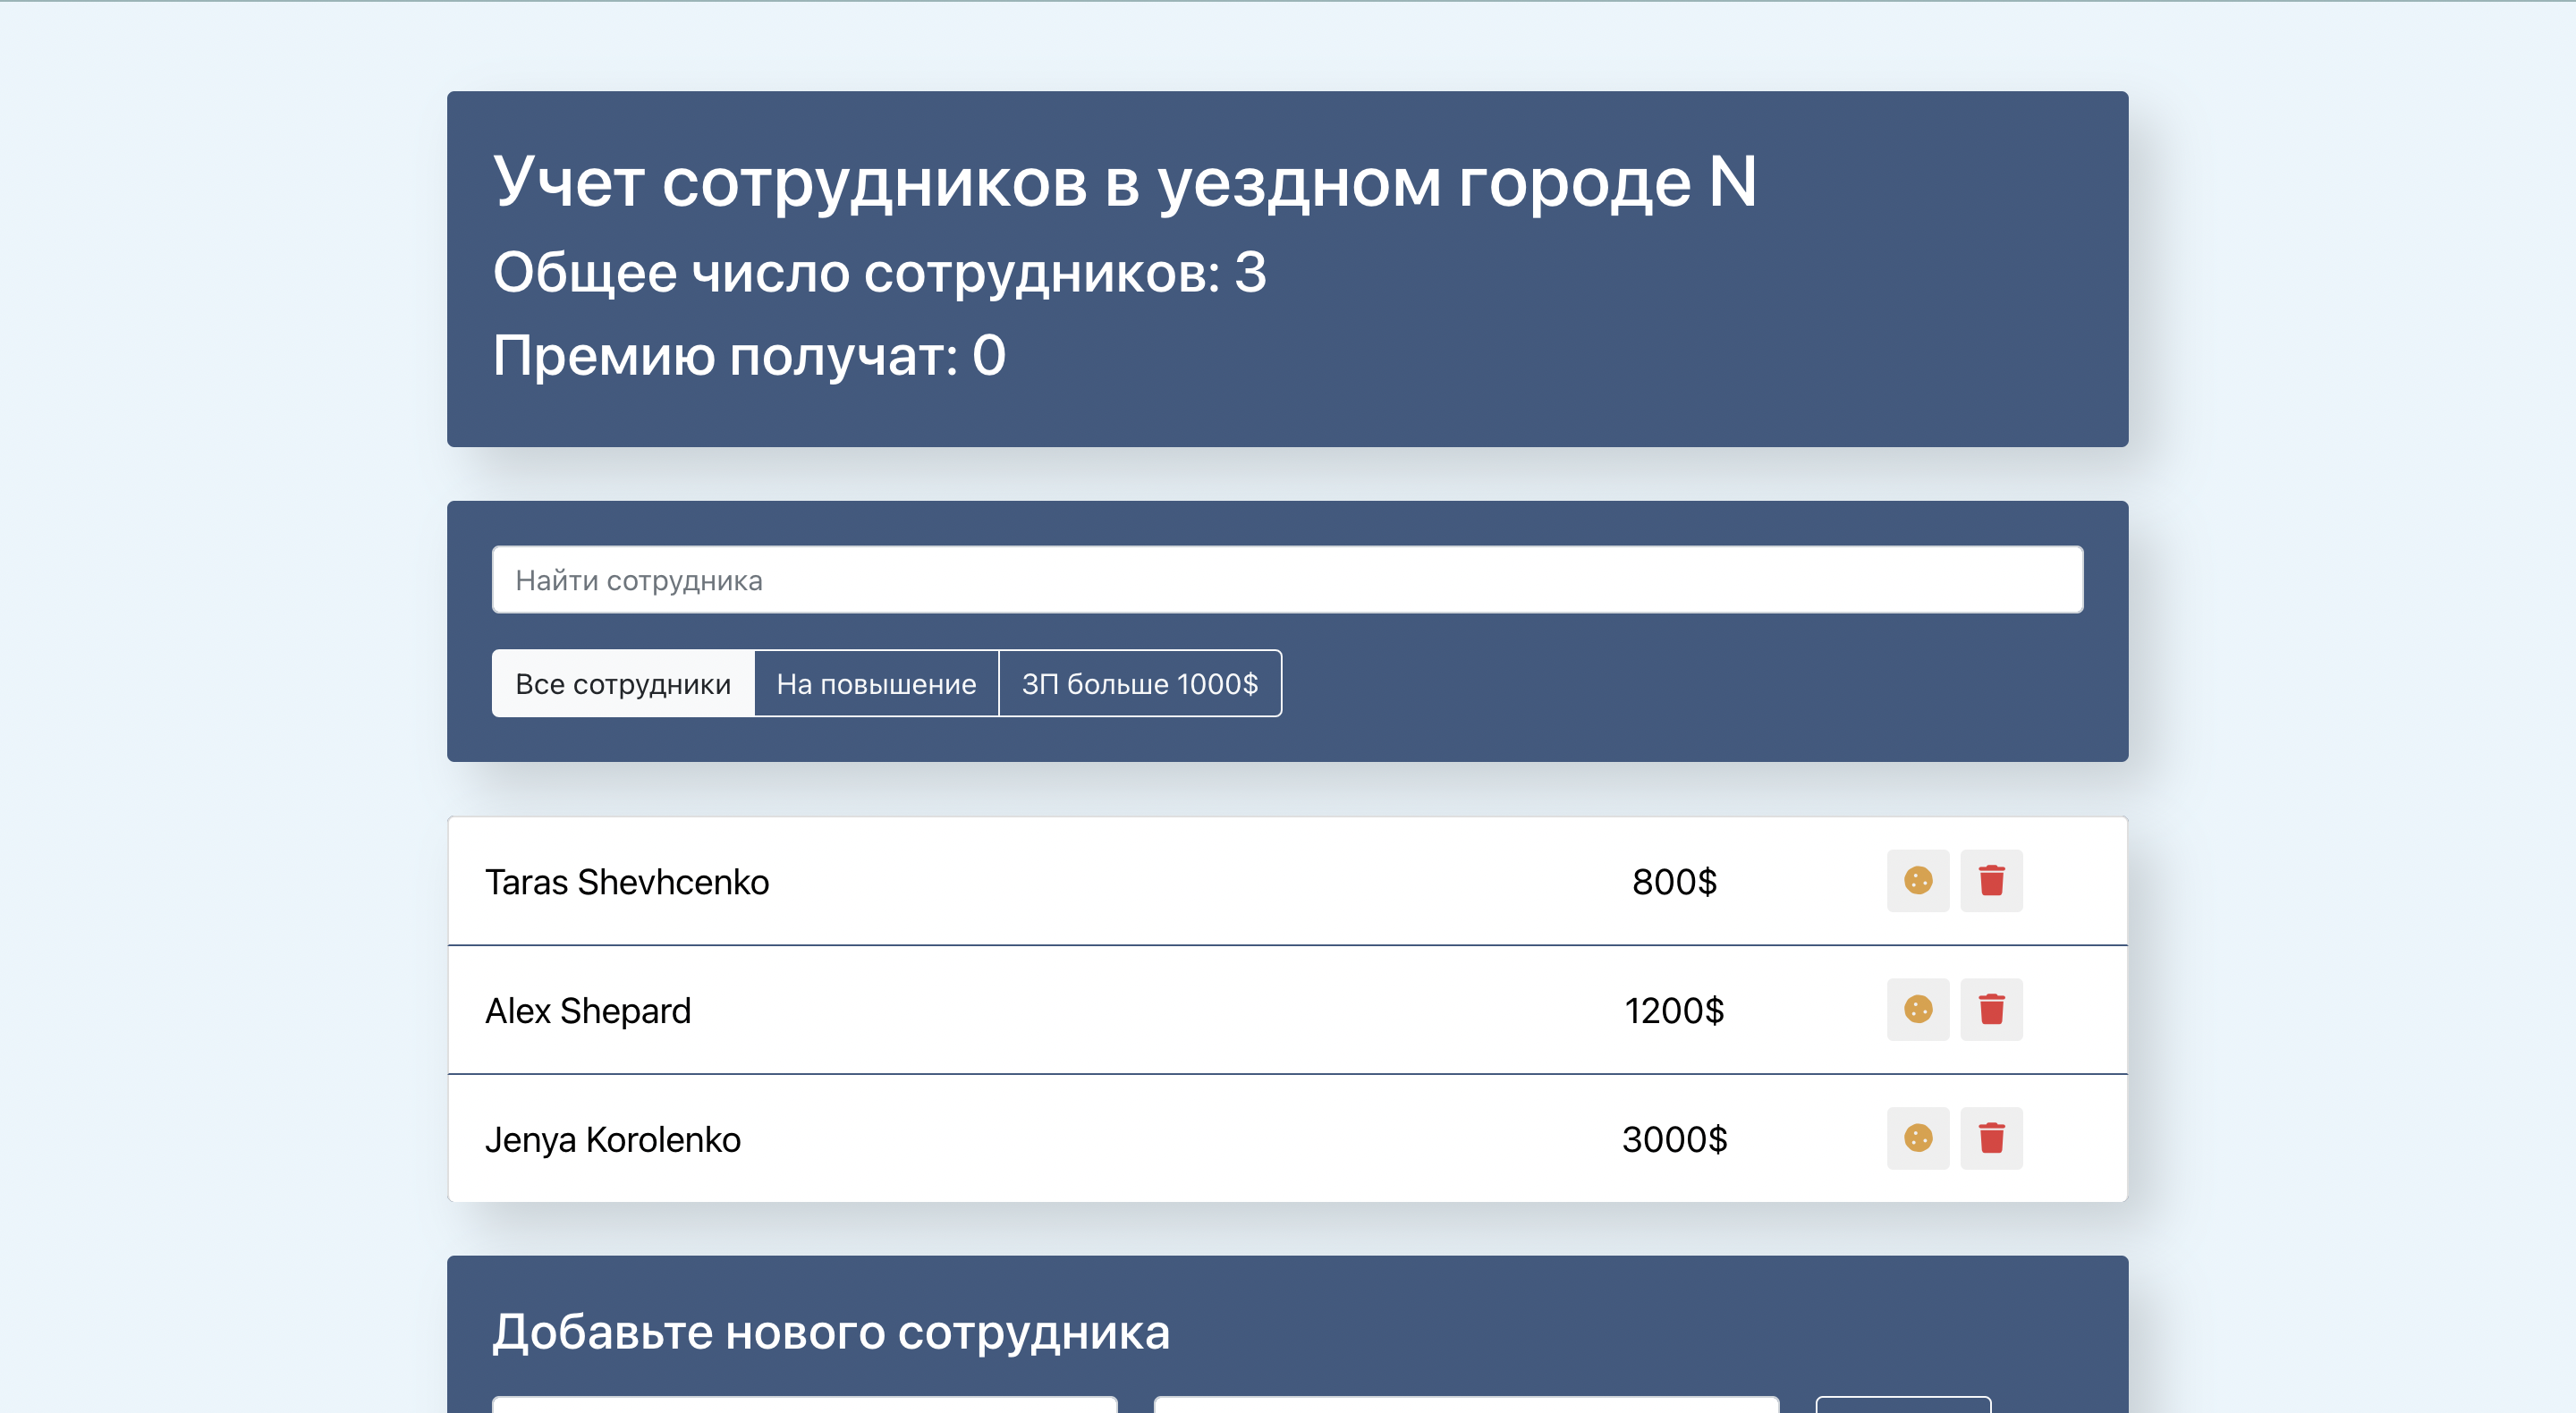 Учет сотрудников в уездном городе N
Общее число сотрудников: 3
Премию получат: 0
Найти сотрудника
Все сотрудники На повышение ЗП больше 1000$
Taras Shevhcenko 800$
Alex Shepard 1200$
Jenya Korolenko 3000$
Добавьте нового сотрудника